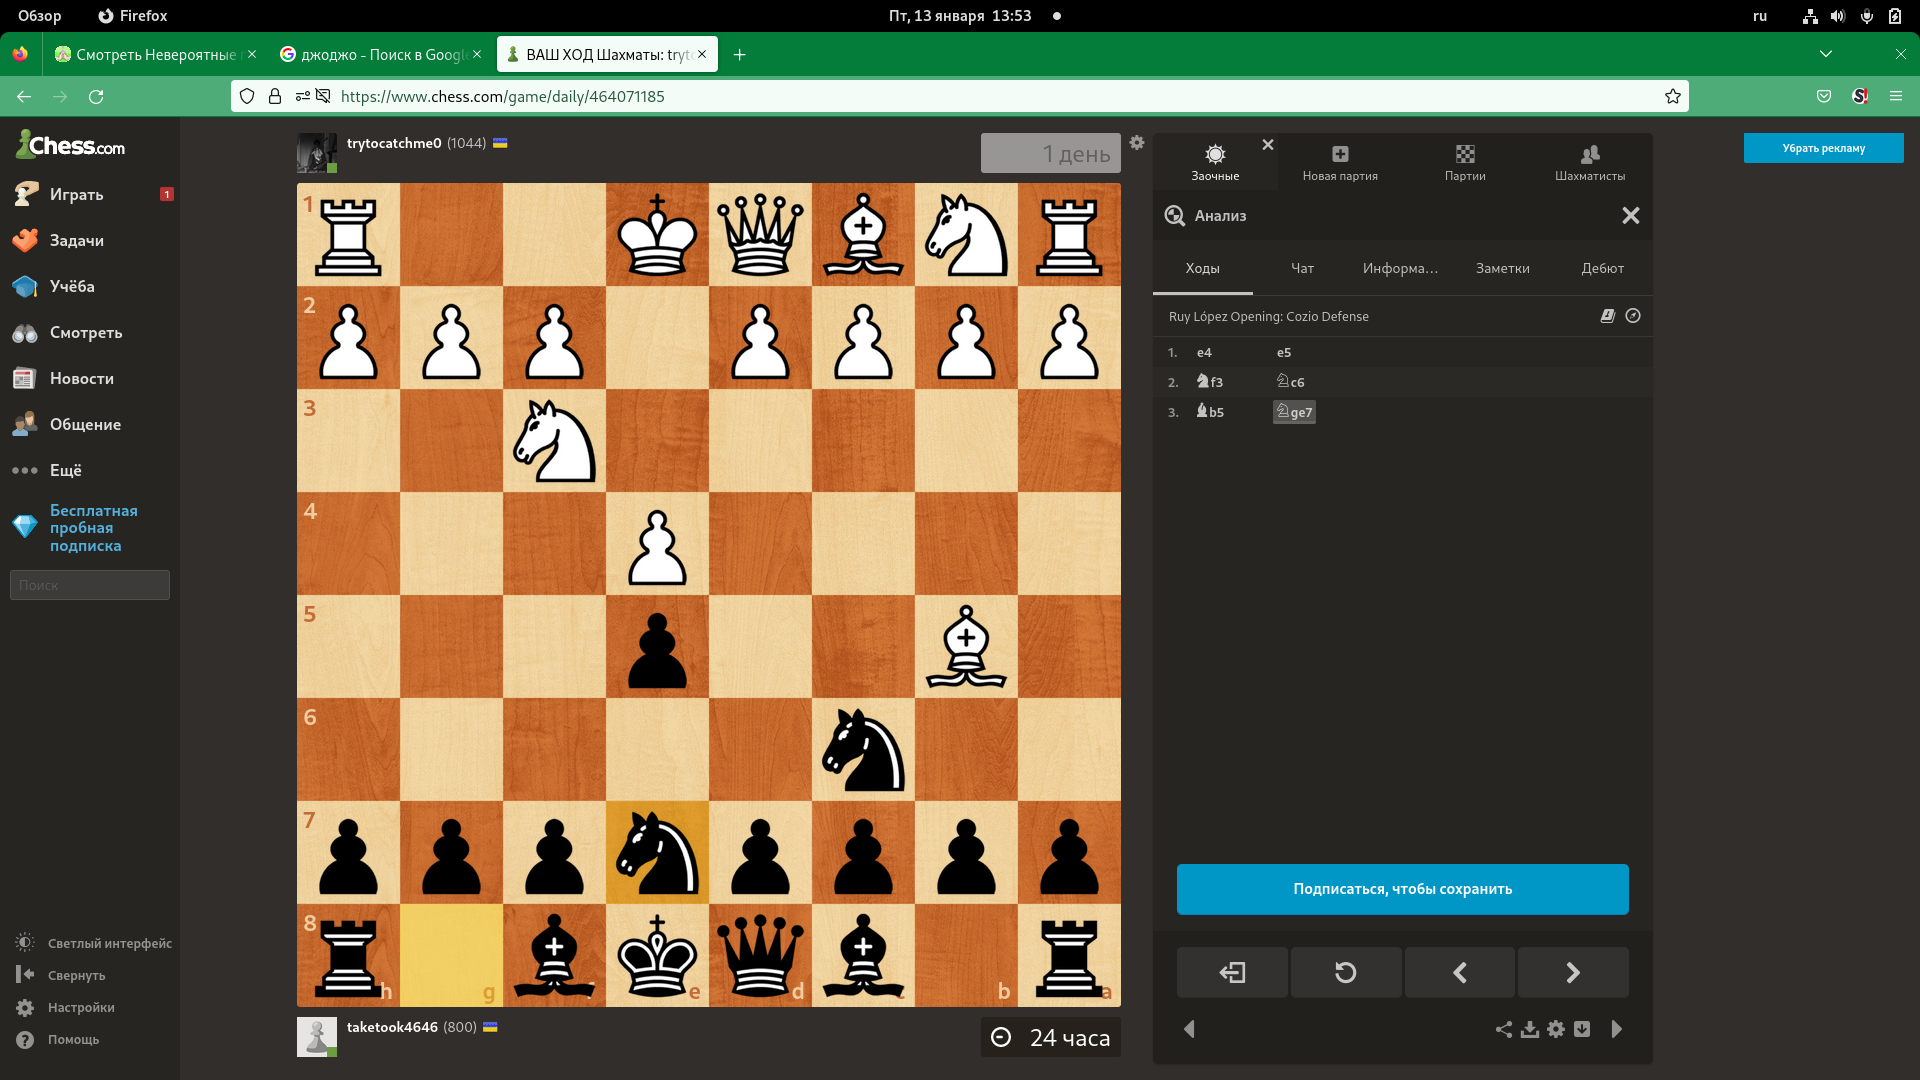 Обзор Firefox Пт, 13 января 13:53 ru
Смотреть Невероятные джоджо - Поиск в Google ВАШ ХОД Шахматы:
https://www.chess.com/game/daily/464071185
Chess.com
Играть 1
Задачи
Учёба
Смотреть
Новости
Общение
Ещё
Бесплатная
пробная
подписка
Поиск
Светлый интерфейс
Свернуть
Настройки
Помощь
trytocatchme0 (1044)
1 день
1
2
3
4
5
6
7
8
h g f e d c b a
taketook4646 (800)
24 часа
Заочные Новая партия Партии Шахматисты
Анализ
Ходы Чат Информа... Заметки Дебют
Ruy López Opening: Cozio Defense
1. e4 e5
2. f3 c6
3. b5 ge7
Подписаться, чтобы сохранить
Убрать рекламу